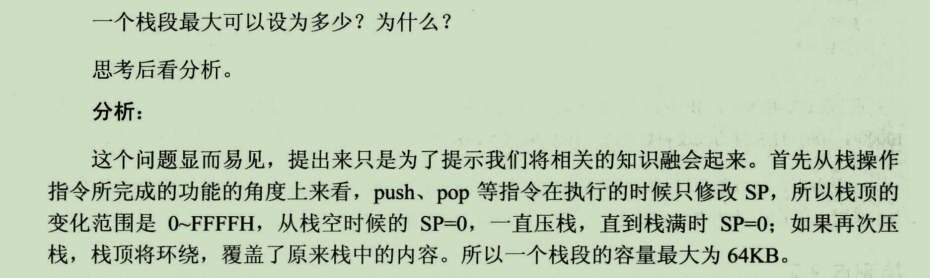 一个栈段最大可以设为多少？为什么？
思考后看分析。
分析：
这个问题显而易见，提出来只是为了提示我们将相关的知识融会起来。首先从栈操作
指令所完成的功能的角度上来看，push、pop 等指令在执行的时候只修改 SP，所以栈顶的
变化范围是 0~FFFFH，从栈空时候的 SP=0，一直压栈，直到栈满时 SP=0；如果再次压
栈，栈顶将环绕，覆盖了原来栈中的内容。所以一个栈段的容量最大为 64KB。